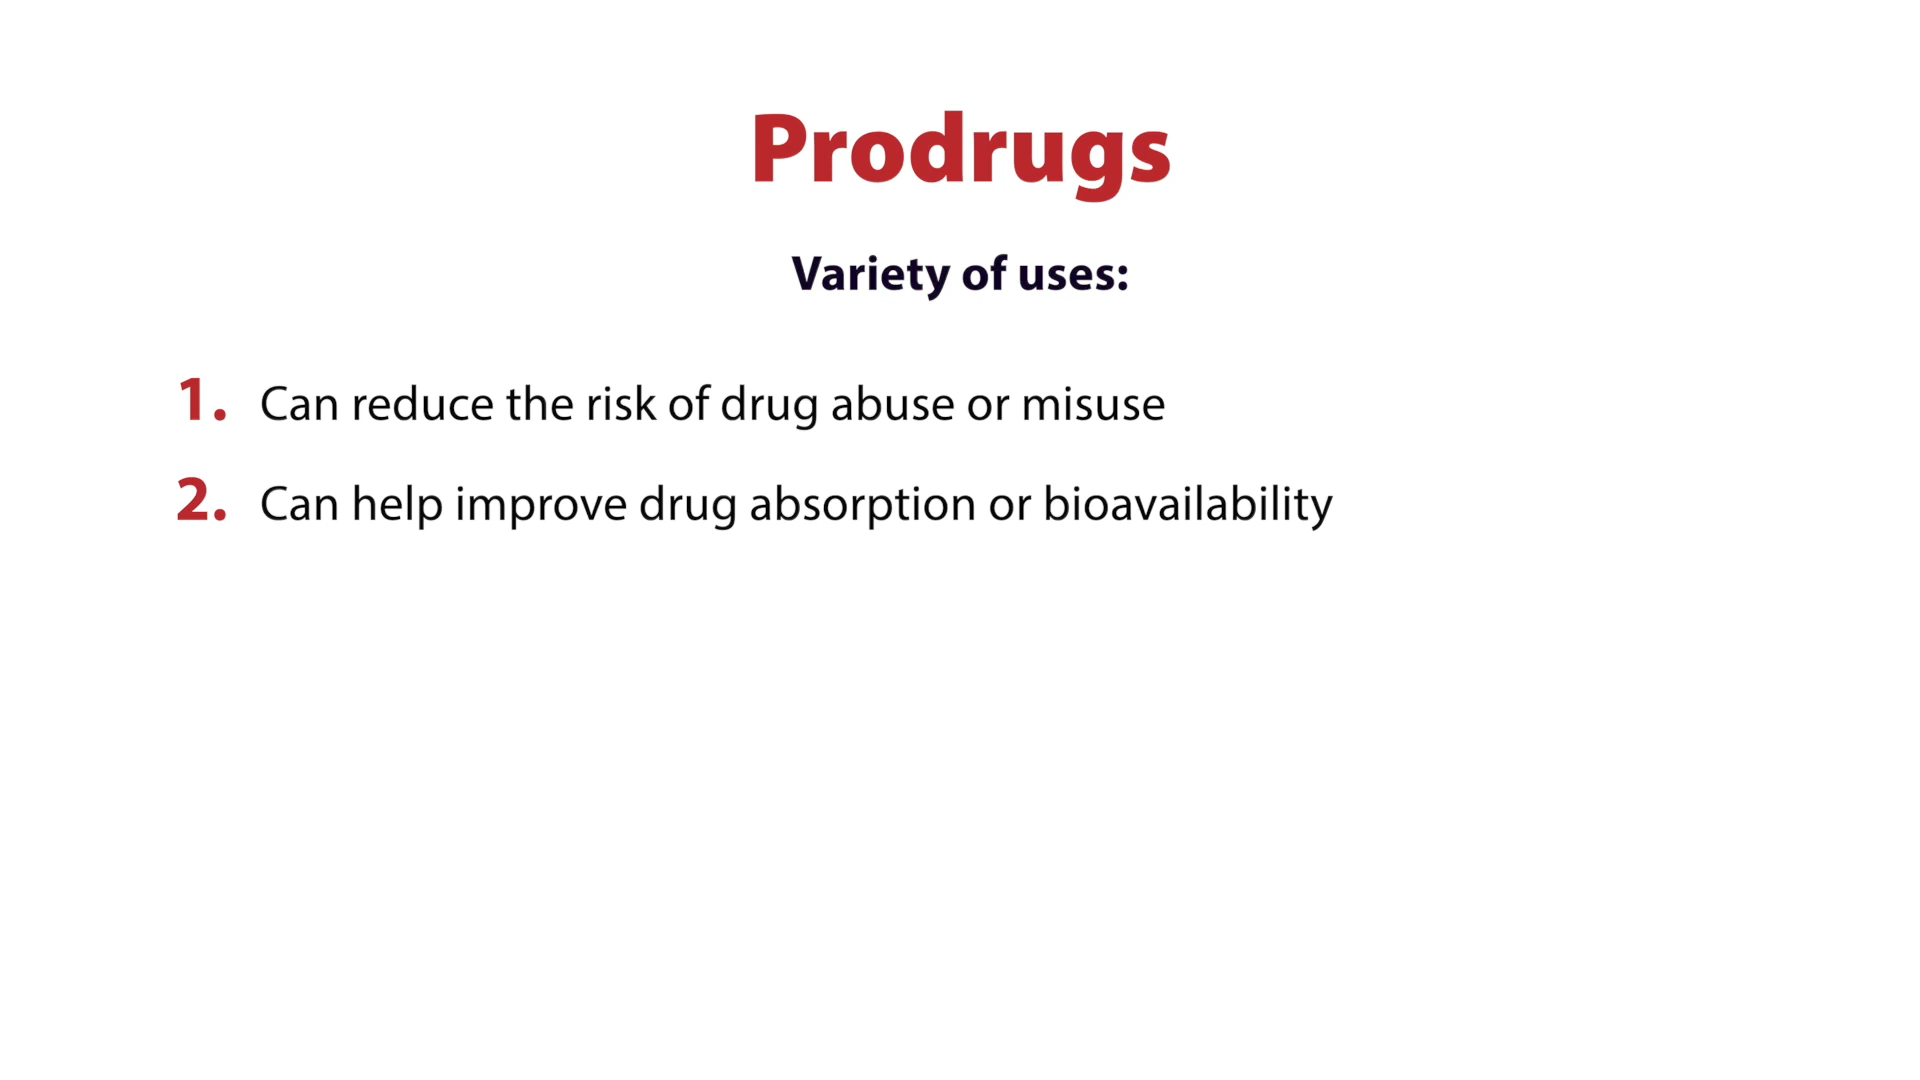 Prodrugs
Variety of uses:
1. Can reduce the risk of drug abuse or misuse
2. Can help improve drug absorption or bioavailability